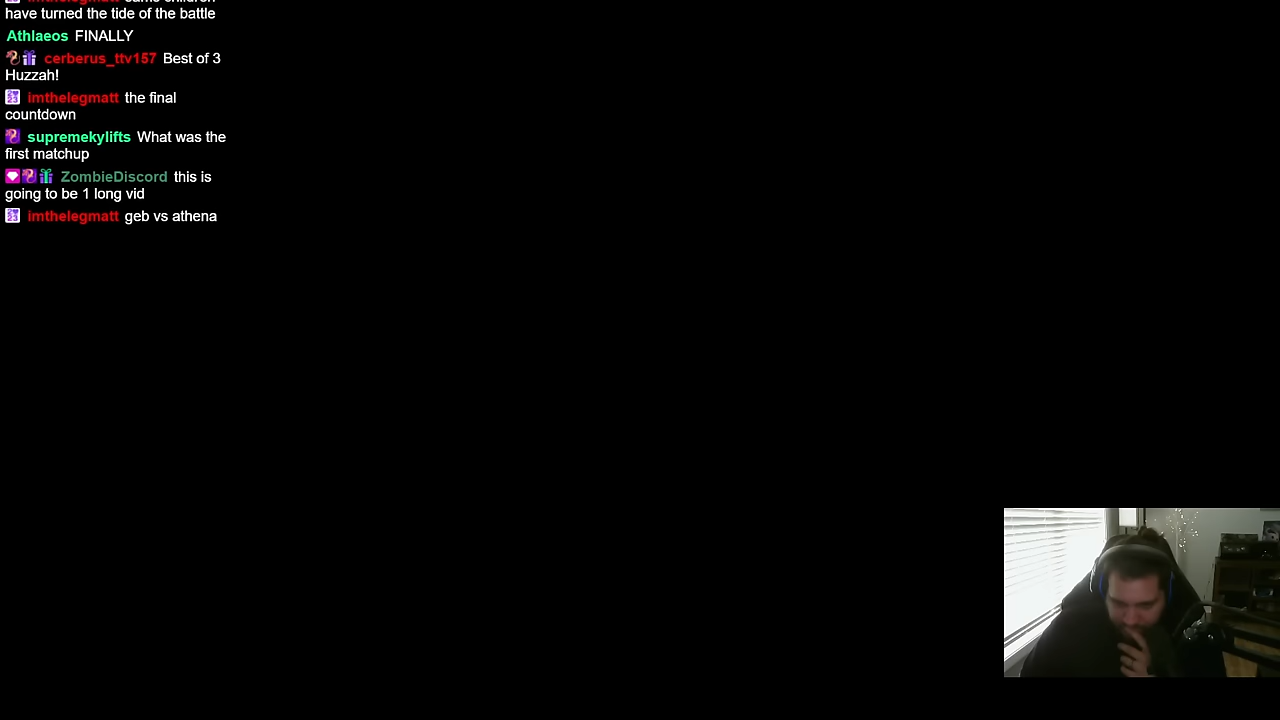 have turned the tide of the battle
Athlaeos FINALLY
cerberus_ttv157 Best of 3
Huzzah!
imthelegmatt the final
countdown
supremekylifts What was the
first matchup
ZombieDiscord this is
going to be 1 long vid
imthelegmatt geb vs athena